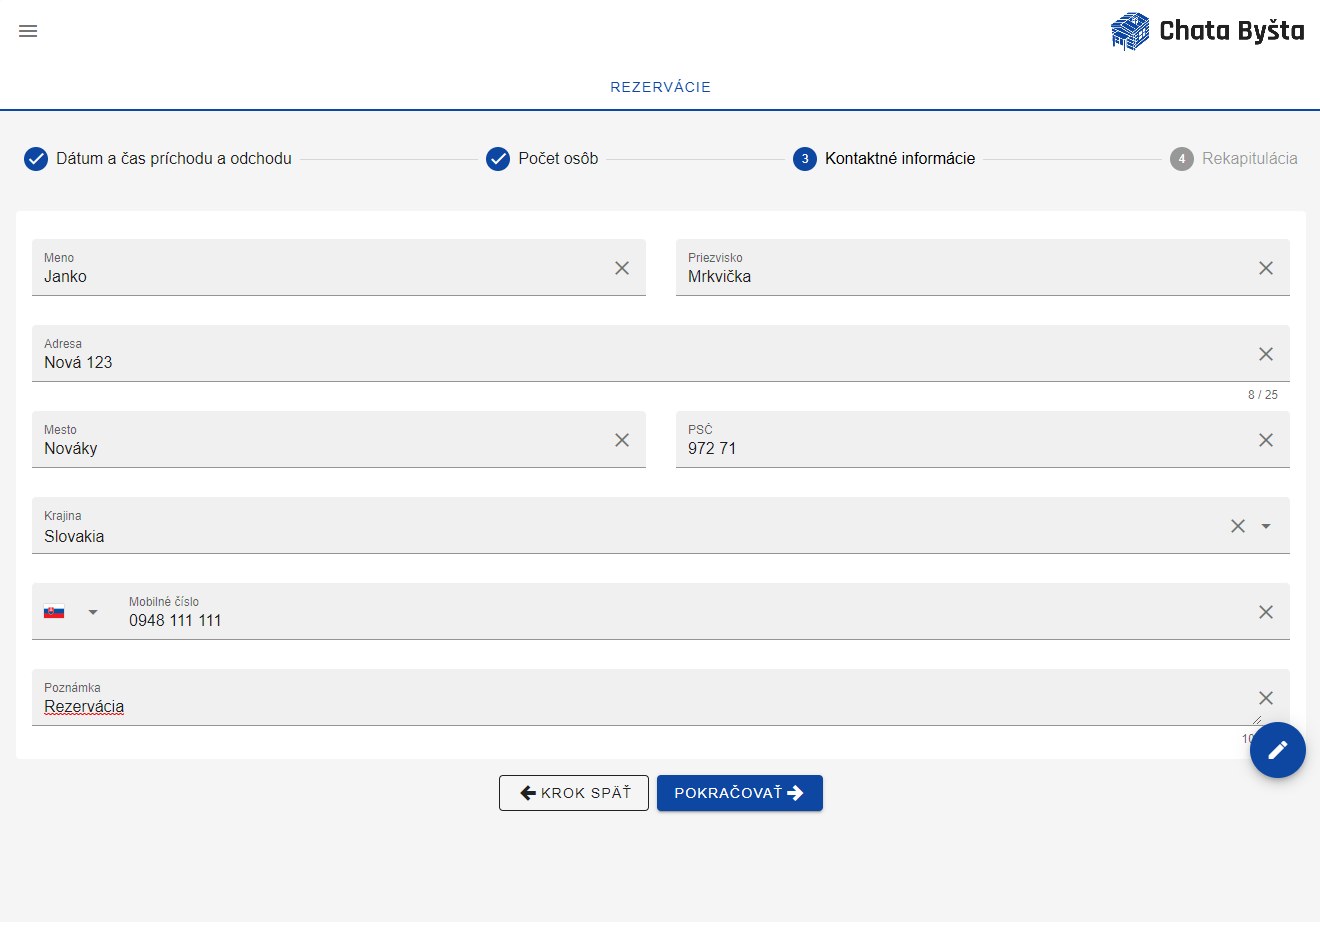 Chata Byšta
REZERVÁCIE
Dátum a čas príchodu a odchodu
Počet osôb
3 Kontaktné informácie
4 Rekapitulácia
Meno
Janko
Priezvisko
Mrkvička
Adresa
Nová 123
8 / 25
Mesto
Nováky
PSČ
972 71
Krajina
Slovakia
Mobilné číslo
0948 111 111
Poznámka
Rezervácia
KROK SPÄŤ
POKRAČOVAŤ